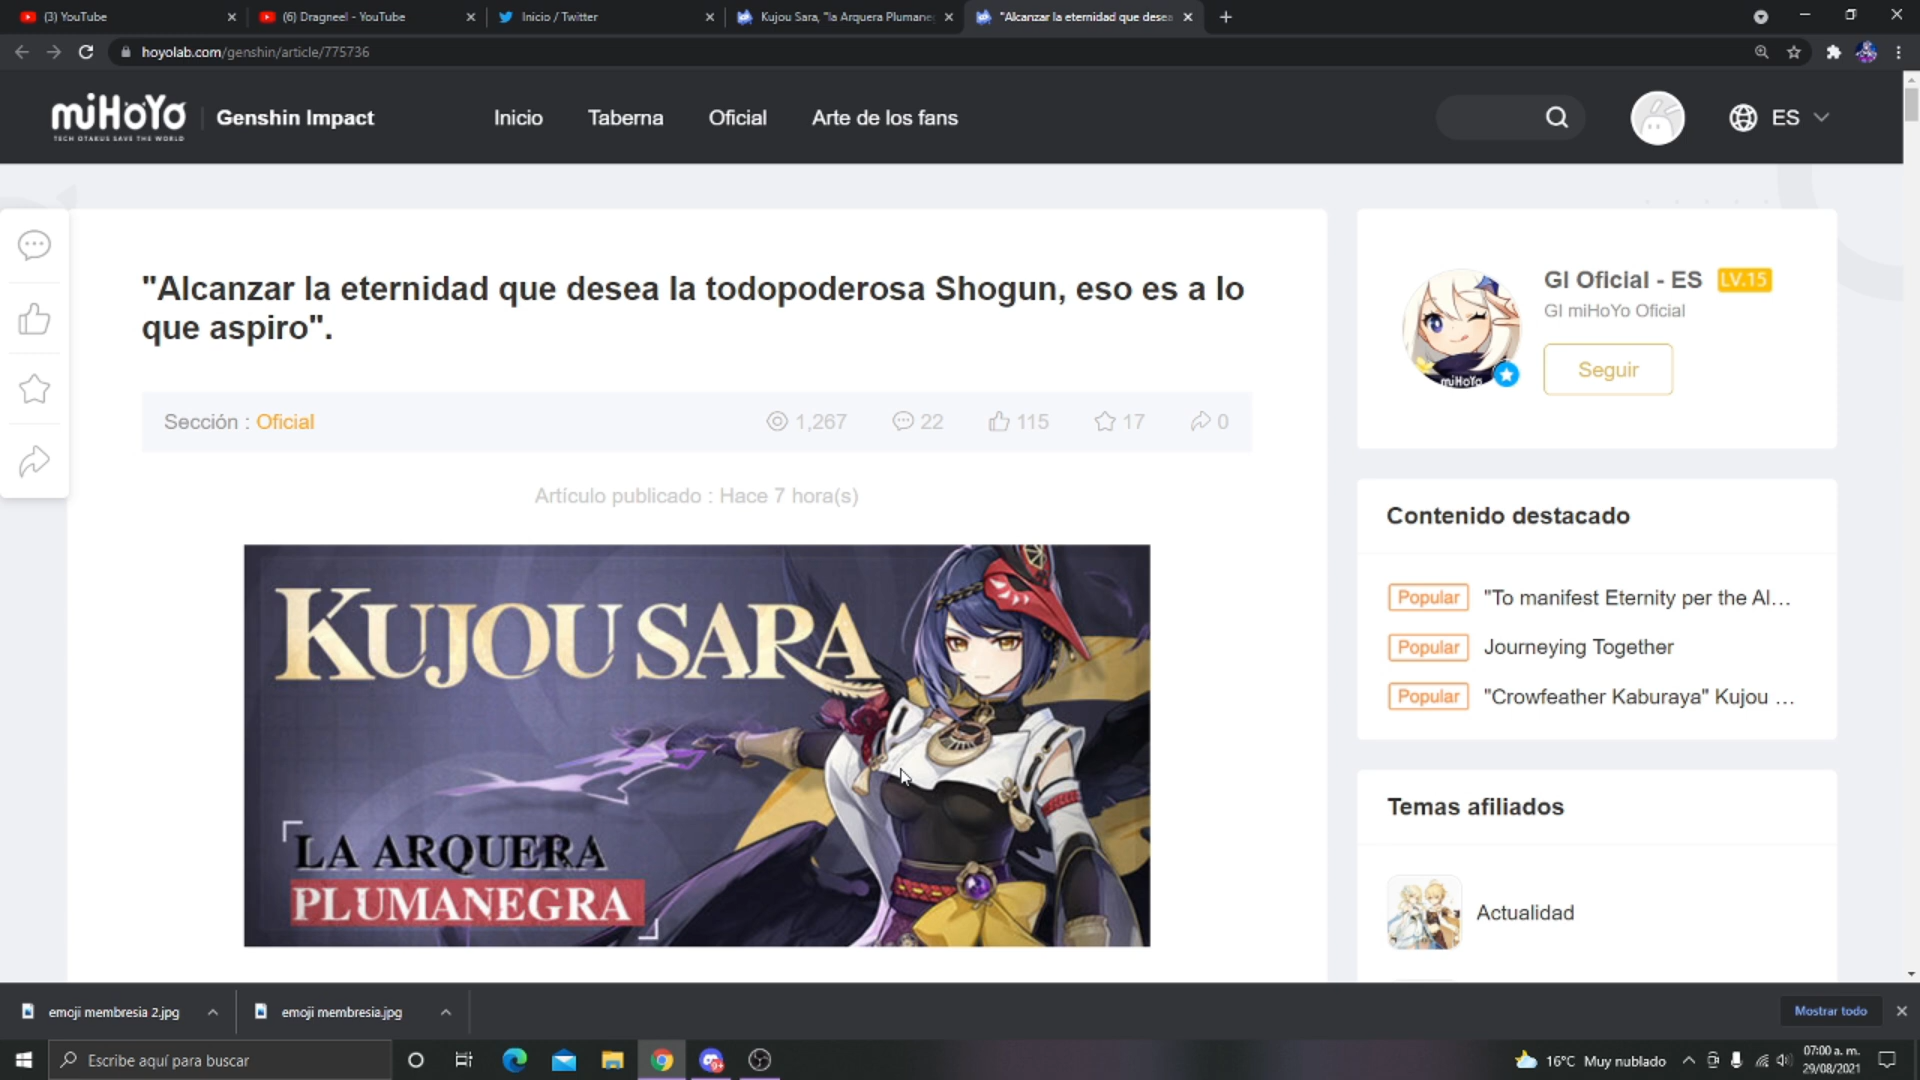 (3) YouTube
(6) Dragneel - YouTube
Inicio / Twitter
Kujou Sara, "la Arquera Plumane
"Alcanzar la eternidad que desea
hoyolab.com/genshin/article/775736
miHoYo
TECH OTAKUS SAVE THE WORLD
Genshin Impact
Inicio
Taberna
Oficial
Arte de los fans
ES
"Alcanzar la eternidad que desea la todopoderosa Shogun, eso es a lo
que aspiro".
Sección : Oficial
1,267
22
115
17
0
Artículo publicado : Hace 7 hora(s)
KUJOU SARA
LA ARQUERA
PLUMANEGRA
GI Oficial - ES
LV.15
GI miHoYo Oficial
miHoYo
Seguir
Contenido destacado
Popular "To manifest Eternity per the Al...
Popular Journeying Together
Popular "Crowfeather Kaburaya" Kujou ...
Temas afiliados
Actualidad
emoji membresia 2.jpg
emoji membresia.jpg
Mostrar todo
Escribe aquí para buscar
16°C Muy nublado
07:00 a. m.
29/08/2021